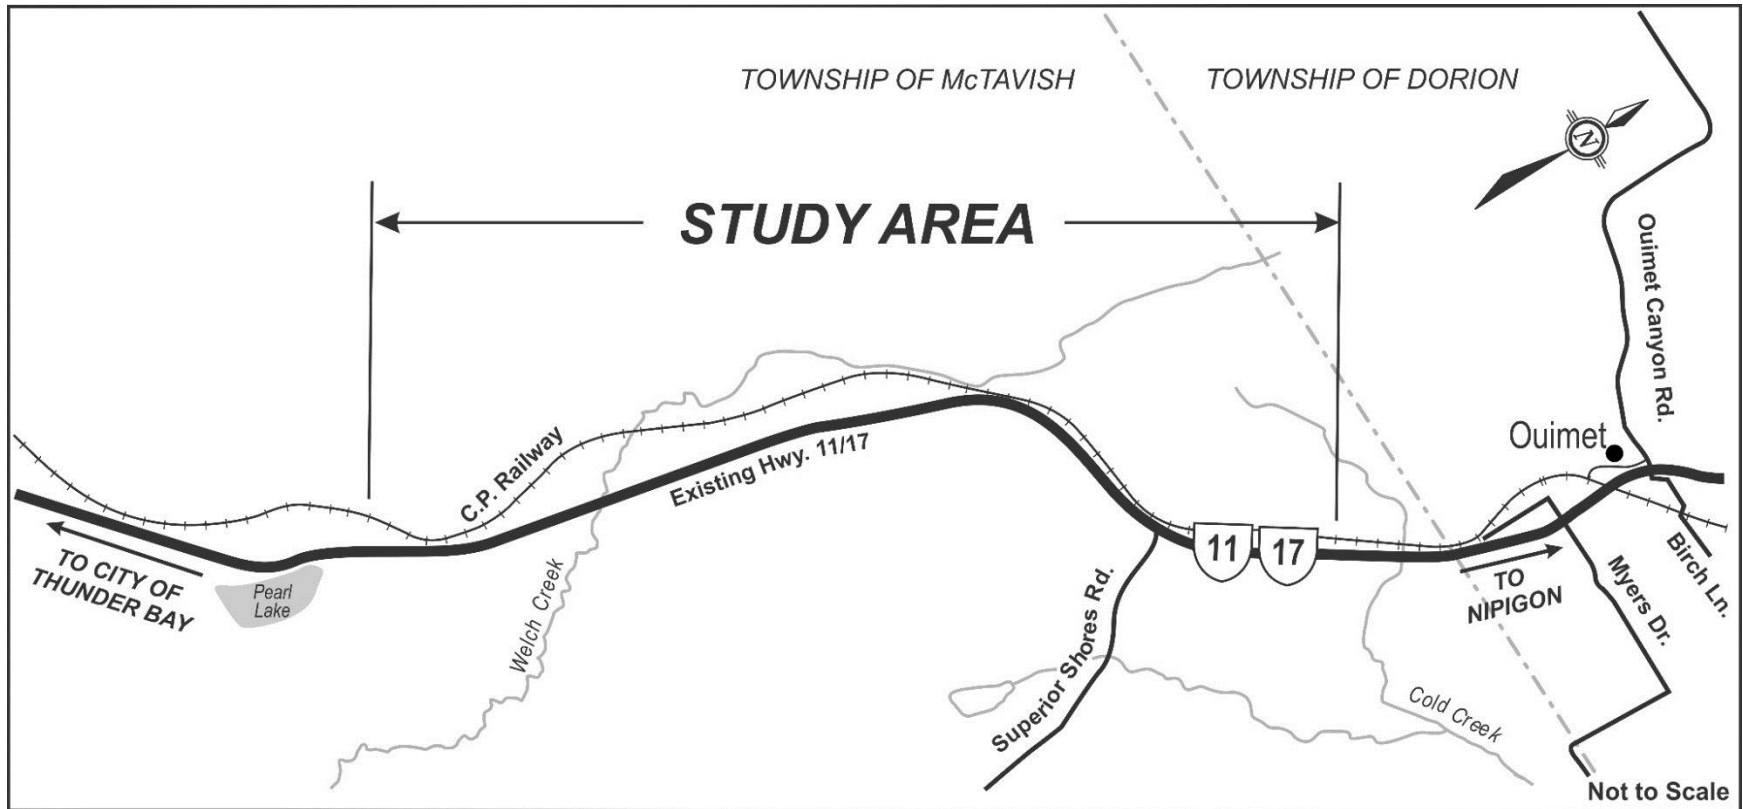 TOWNSHIP OF McTAVISH
TOWNSHIP OF DORION
N
STUDY AREA
Ouimet Canyon Rd.
Ouimet
C.P. Railway
Existing Hwy. 11/17
11
17
TO CITY OF
THUNDER BAY
Pearl
Lake
Welch Creek
Superior Shores Rd.
TO
NIPIGON
Myers Dr.
Birch Ln.
Cold Creek
Not to Scale